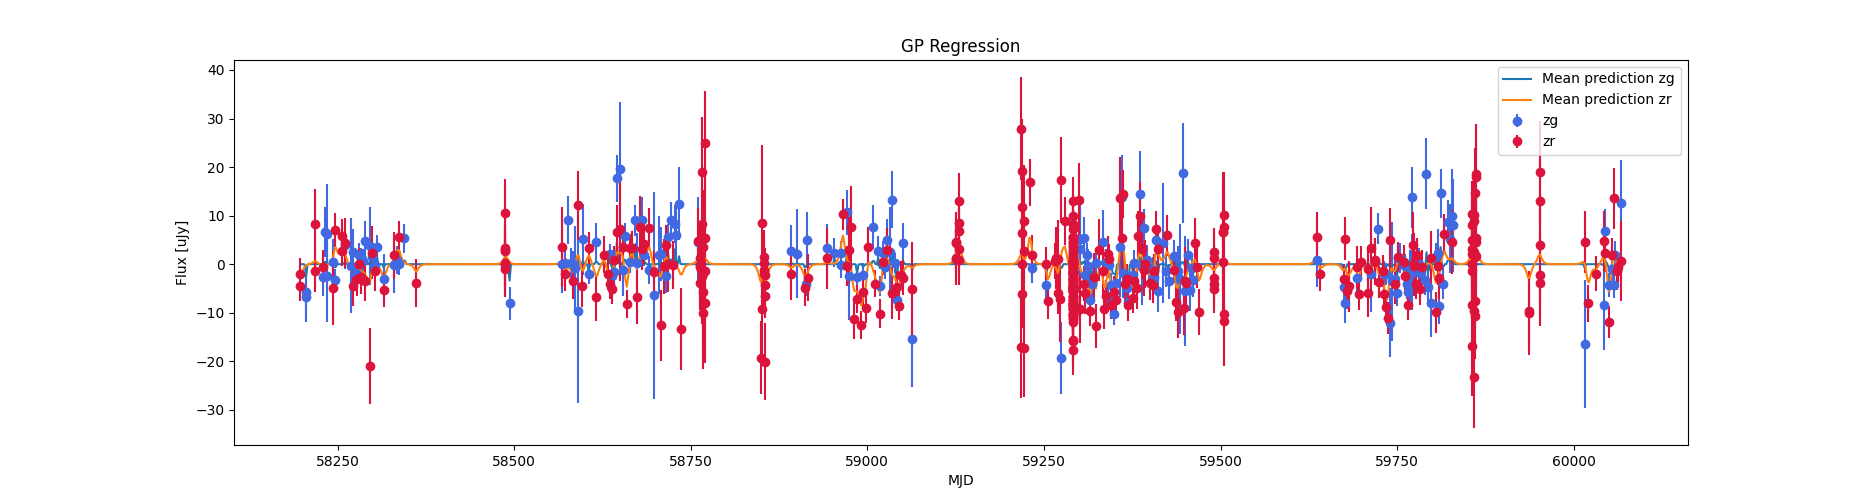 GP Regression
Flux [uJy]
40
30
20
10
0
−10
−20
−30
58250
58500
58750
59000
59250
59500
59750
60000
MJD
Mean prediction zg
Mean prediction zr
zg
zr